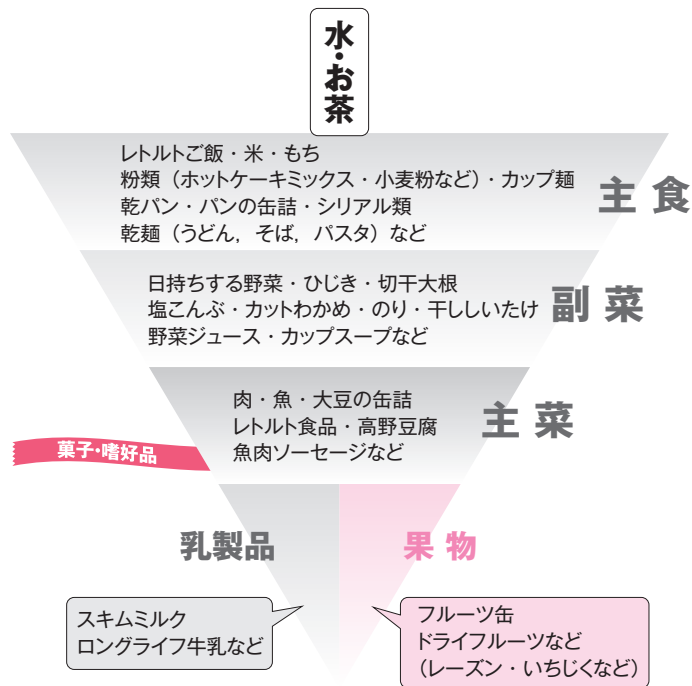 水・お茶
レトルトご飯・米・もち
粉類（ホットケーキミックス・小麦粉など）・カップ麺
乾パン・パンの缶詰・シリアル類
乾麺（うどん，そば，パスタ）など
主食
日持ちする野菜・ひじき・切干大根
塩こんぶ・カットわかめ・のり・干ししいたけ
野菜ジュース・カップスープなど
副菜
肉・魚・大豆の缶詰
レトルト食品・高野豆腐
魚肉ソーセージなど
主菜
菓子・嗜好品
乳製品
果物
スキムミルク
ロングライフ牛乳など
フルーツ缶
ドライフルーツなど
（レーズン・いちじくなど）